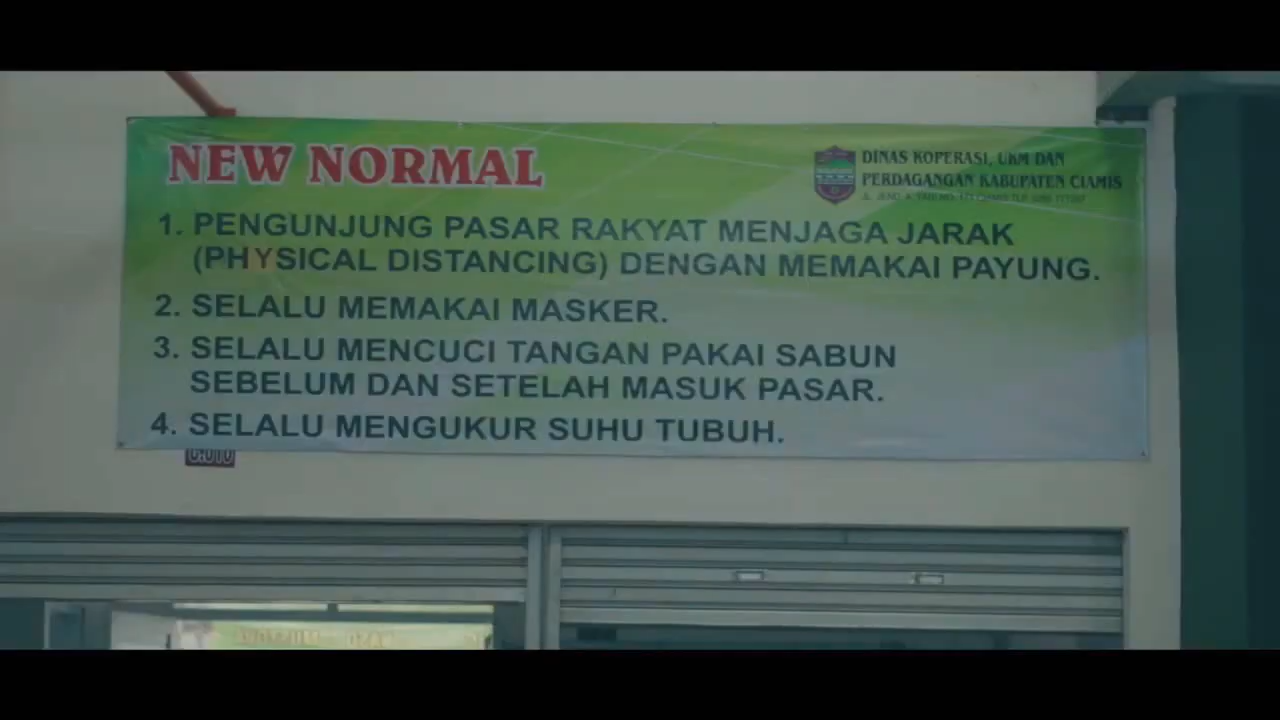 NEW NORMAL
DINAS KOPERASI, UKM DAN
PERDAGANGAN KABUPATEN CIAMIS
1. PENGUNJUNG PASAR RAKYAT MENJAGA JARAK
(PHYSICAL DISTANCING) DENGAN MEMAKAI PAYUNG.
2. SELALU MEMAKAI MASKER.
3. SELALU MENCUCI TANGAN PAKAI SABUN
SEBELUM DAN SETELAH MASUK PASAR.
4. SELALU MENGUKUR SUHU TUBUH.